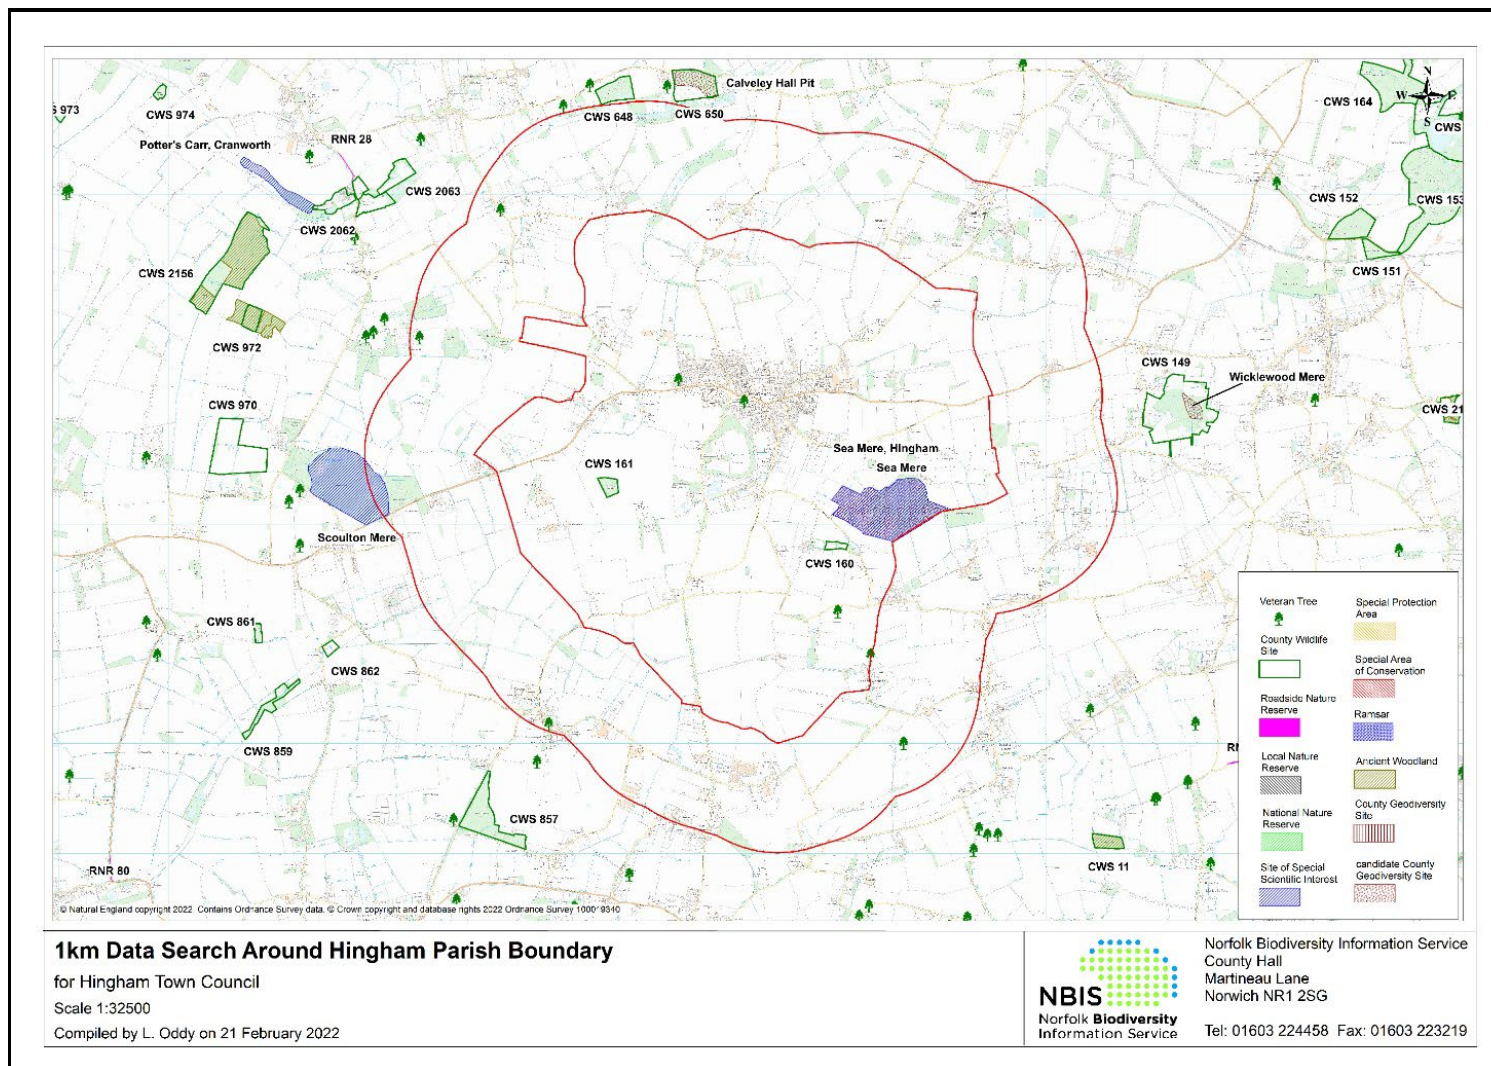 Calveley Hall Pit
CWS 648
CWS 650
CWS 164
N
W
E
S
CWS
S 973
CWS 974
RNR 28
Potter's Carr, Cranworth
CWS 2063
CWS 2062
CWS 152
CWS 153
CWS 151
CWS 2156
CWS 972
CWS 149
Wicklewood Mere
CWS 970
CWS 21
Sea Mere, Hingham
Sea Mere
CWS 161
Scoulton Mere
CWS 160
CWS 861
CWS 862
CWS 859
CWS 857
CWS 11
RNR 80
Veteran Tree
County Wildlife
Site
Roadside Nature
Reserve
Local Nature
Reserve
National Nature
Reserve
Site of Special
Scientific Interest
Special Protection
Area
Special Area
of Conservation
Ramsar
Ancient Woodland
County Geodiversity
Site
candidate County
Geodiversity Site
© Natural England copyright 2022 Contains Ordnance Survey data. © Crown copyright and database rights 2022 Ordnance Survey 100019340
1km Data Search Around Hingham Parish Boundary
for Hingham Town Council
Scale 1:32500
Compiled by L. Oddy on 21 February 2022
NBIS
Norfolk Biodiversity
Information Service
Norfolk Biodiversity Information Service
County Hall
Martineau Lane
Norwich NR1 2SG
Tel: 01603 224458 Fax: 01603 223219